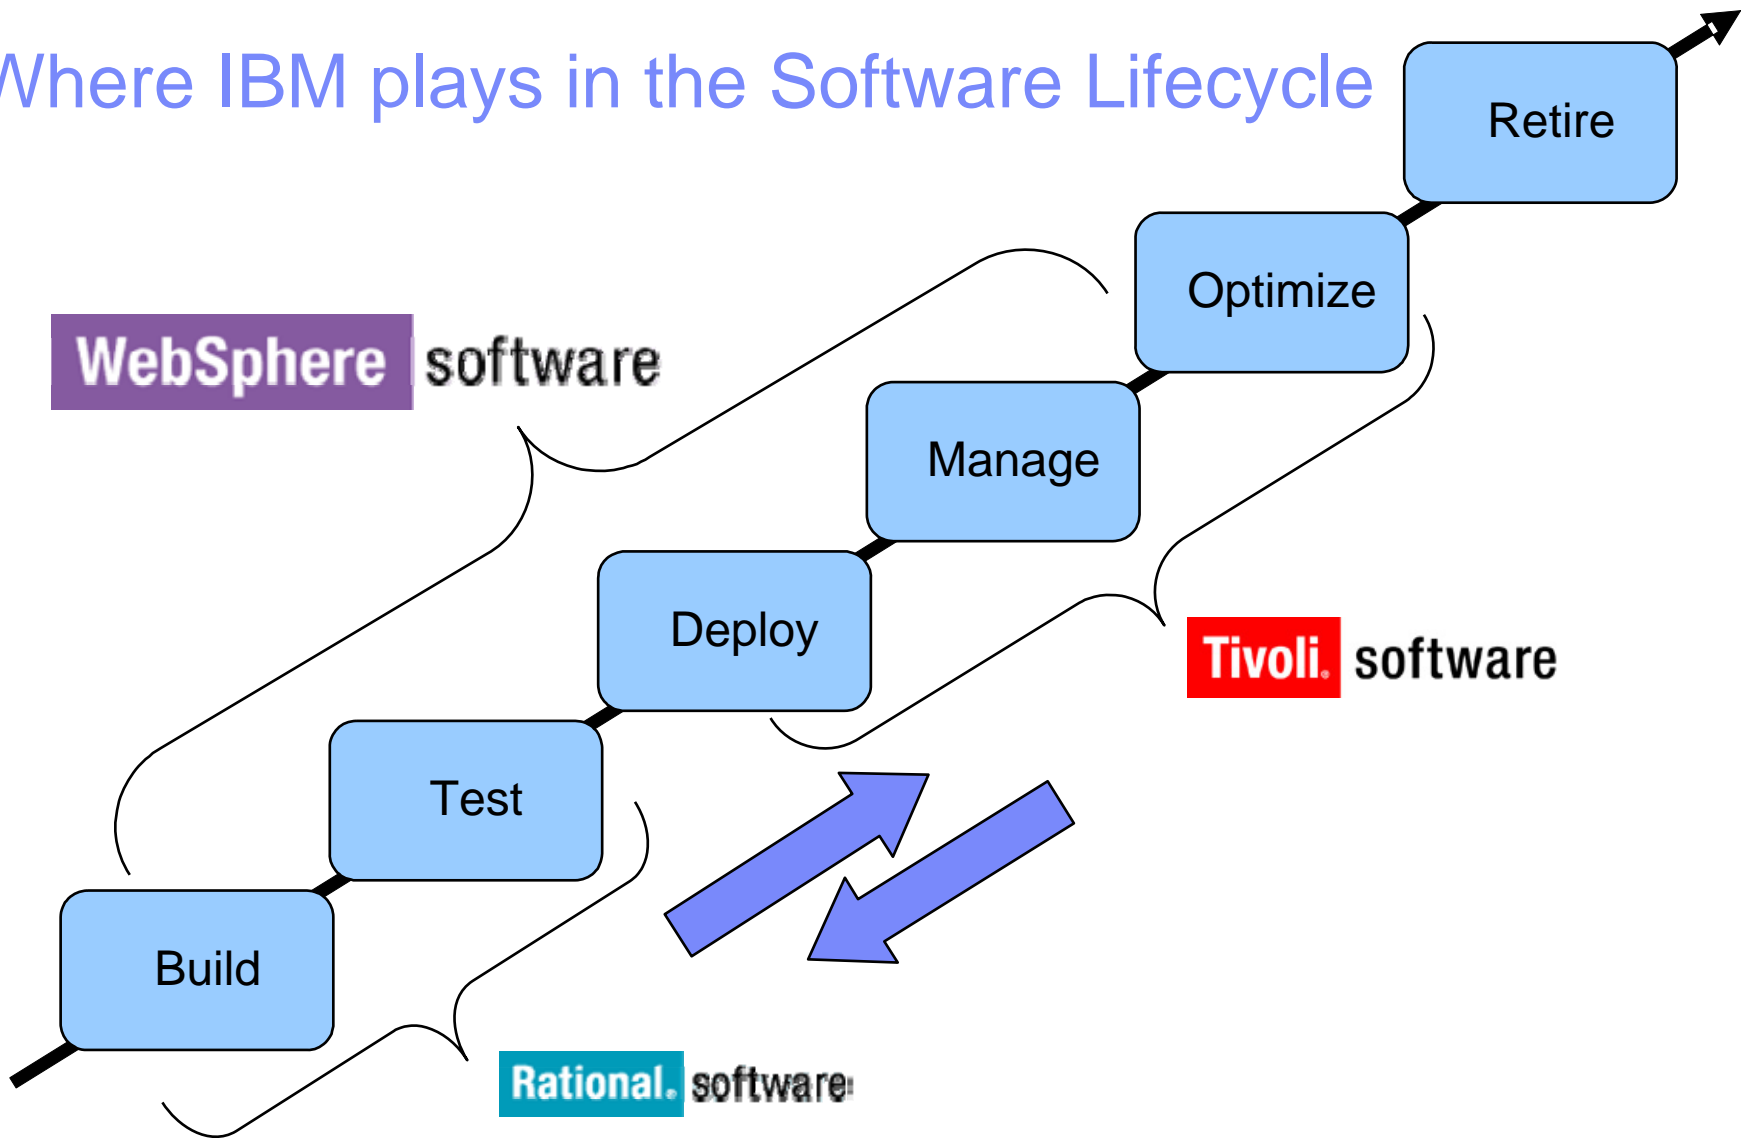 Where IBM plays in the Software Lifecycle
Retire
Optimize
WebSphere software
Manage
Deploy
Tivoli® software
Test
Build
Rational® software